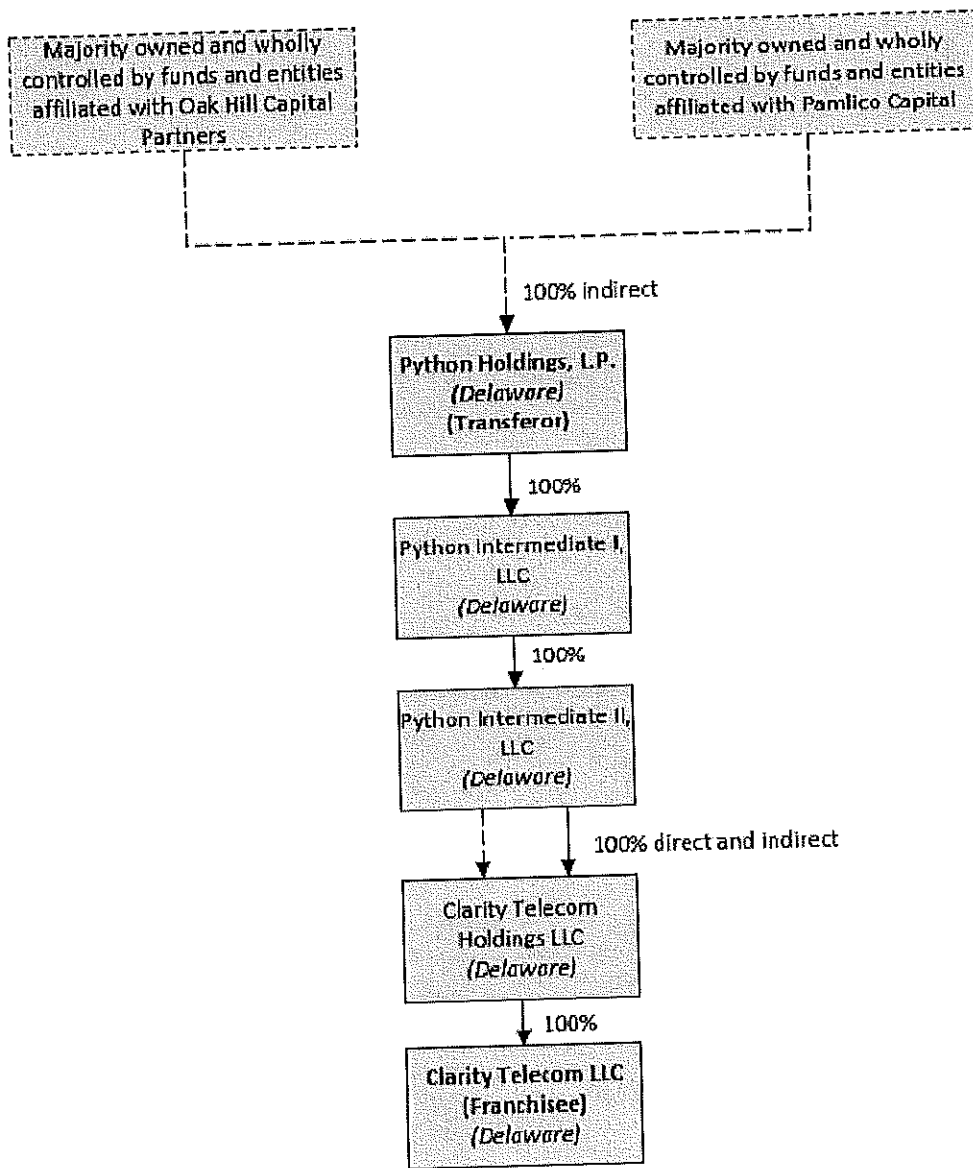 Majority owned and wholly
controlled by funds and entities
affiliated with Oak Hill Capital
Partners
Majority owned and wholly
controlled by funds and entities
affiliated with Pamlico Capital
100% indirect
Python Holdings, L.P.
(Delaware)
(Transferor)
100%
Python Intermediate I,
LLC
(Delaware)
100%
Python Intermediate II,
LLC
(Delaware)
100% direct and indirect
Clarity Telecom
Holdings LLC
(Delaware)
100%
Clarity Telecom LLC
(Franchisee)
(Delaware)